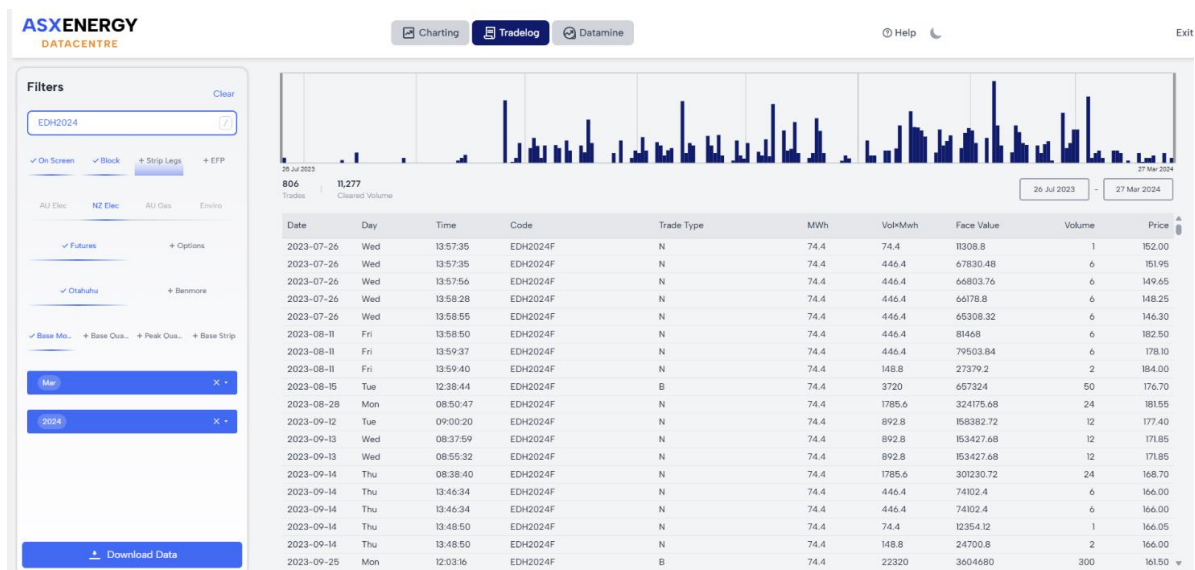 ASXENERGY
DATACENTRE
Charting Tradelog Datamine
Help
Exit
Filters
Clear
EDH2024 /
✓ On Screen ✓ Block + Strip Legs + EFP
AU Elec NZ Elec AU Gas Enviro
✓ Futures + Options
✓ Otahuhu + Benmore
✓ Base Mo... + Base Qua... + Peak Qua... + Base Strip
Mar
2024
Download Data
26 Jul 2023 27 Mar 2024
806 11,277
Trades Cleared Volume
26 Jul 2023 - 27 Mar 2024
Date Day Time Code Trade Type MWh Vol×Mwh Face Value Volume Price
2023-07-26 Wed 13:57:35 EDH2024F N 74.4 74.4 11308.8 1 152.00
2023-07-26 Wed 13:57:35 EDH2024F N 74.4 446.4 67830.48 6 151.95
2023-07-26 Wed 13:57:56 EDH2024F N 74.4 446.4 66803.76 6 149.65
2023-07-26 Wed 13:58:28 EDH2024F N 74.4 446.4 66178.8 6 148.25
2023-07-26 Wed 13:58:55 EDH2024F N 74.4 446.4 65308.32 6 146.30
2023-08-11 Fri 13:58:50 EDH2024F N 74.4 446.4 81468 6 182.50
2023-08-11 Fri 13:59:37 EDH2024F N 74.4 446.4 79503.84 6 178.10
2023-08-11 Fri 13:59:40 EDH2024F N 74.4 148.8 27379.2 2 184.00
2023-08-15 Tue 12:38:44 EDH2024F B 74.4 3720 657324 50 176.70
2023-08-28 Mon 08:50:47 EDH2024F N 74.4 1785.6 324175.68 24 181.55
2023-09-12 Tue 09:00:20 EDH2024F N 74.4 892.8 158382.72 12 177.40
2023-09-13 Wed 08:37:59 EDH2024F N 74.4 892.8 153427.68 12 171.85
2023-09-13 Wed 08:55:32 EDH2024F N 74.4 892.8 153427.68 12 171.85
2023-09-14 Thu 08:38:40 EDH2024F N 74.4 1785.6 301230.72 24 168.70
2023-09-14 Thu 13:46:34 EDH2024F N 74.4 446.4 74102.4 6 166.00
2023-09-14 Thu 13:46:34 EDH2024F N 74.4 446.4 74102.4 6 166.00
2023-09-14 Thu 13:48:50 EDH2024F N 74.4 74.4 12354.12 1 166.05
2023-09-14 Thu 13:48:50 EDH2024F N 74.4 148.8 24700.8 2 166.00
2023-09-25 Mon 12:03:16 EDH2024F B 74.4 22320 3604680 300 161.50